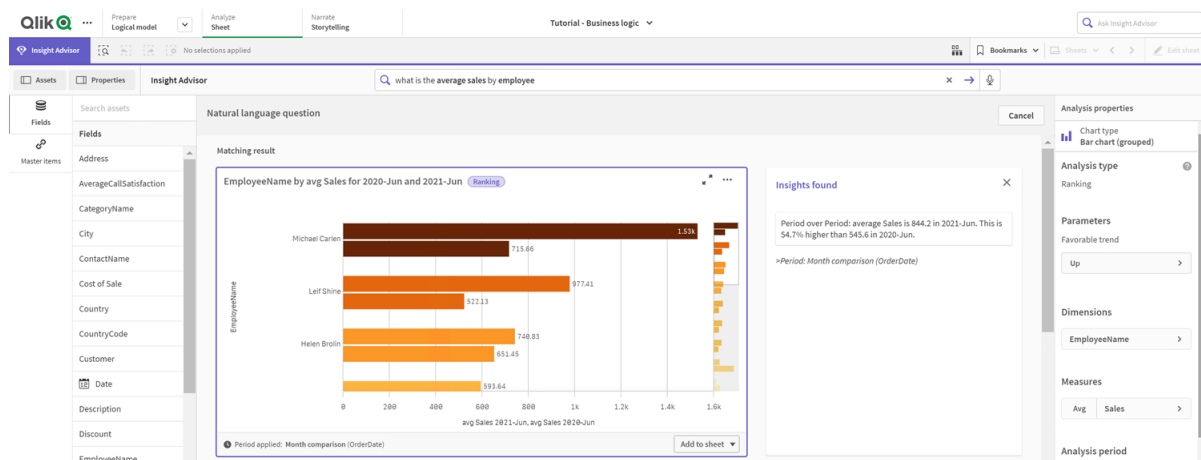 Qlik
Prepare
Logical model
Analyze
Sheet
Narrate
Storytelling
Tutorial - Business logic
Ask Insight Advisor
Insight Advisor
No selections applied
Bookmarks
Sheets
Edit sheet
Assets
Properties
Insight Advisor
what is the average sales by employee
Fields
Master items
Search assets
Fields
Address
AverageCallSatisfaction
CategoryName
City
ContactName
Cost of Sale
Country
CountryCode
Customer
Date
Description
Discount
EmployeeName
Natural language question
Cancel
Matching result
EmployeeName by avg Sales for 2020-Jun and 2021-Jun
Ranking
EmployeeName
Michael Carlen
1.53k
715.66
Leif Shine
977.41
522.13
Helen Brolin
740.83
651.45
593.64
0 200 400 600 800 1k 1.2k 1.4k 1.6k
avg Sales 2021-Jun, avg Sales 2020-Jun
Period applied: Month comparison (OrderDate)
Add to sheet
Insights found
Period over Period: average Sales is 844.2 in 2021-Jun. This is
54.7% higher than 545.6 in 2020-Jun.
>Period: Month comparison (OrderDate)
Analysis properties
Chart type
Bar chart (grouped)
Analysis type
Ranking
Parameters
Favorable trend
Up
Dimensions
EmployeeName
Measures
Avg Sales
Analysis period